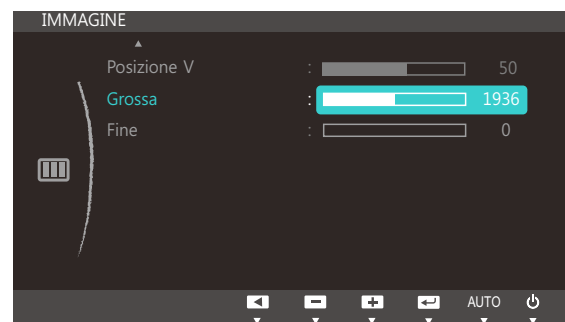 IMMAGINE
Posizione V : 50
Grossa : 1936
Fine : 0
AUTO